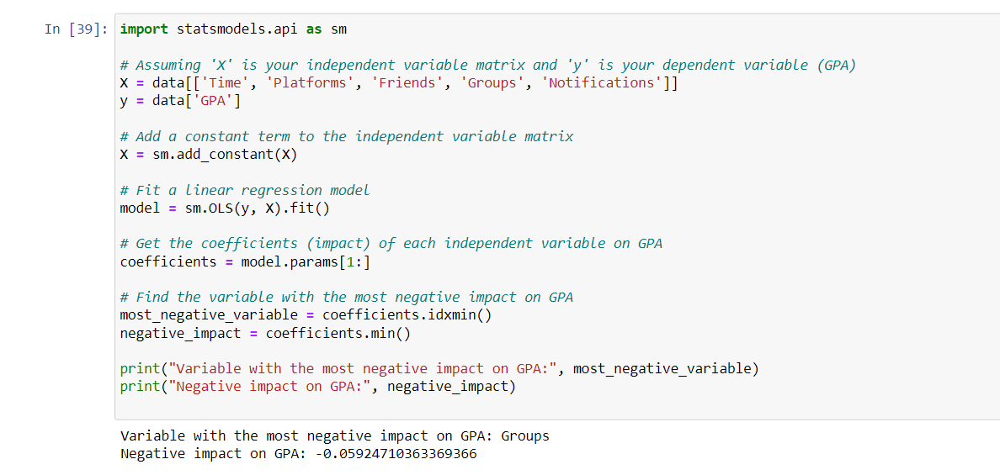 In [39]: import statsmodels.api as sm
# Assuming 'X' is your independent variable matrix and 'y' is your dependent variable (GPA)
X = data[['Time', 'Platforms', 'Friends', 'Groups', 'Notifications']]
y = data['GPA']
# Add a constant term to the independent variable matrix
X = sm.add_constant(X)
# Fit a linear regression model
model = sm.OLS(y, X).fit()
# Get the coefficients (impact) of each independent variable on GPA
coefficients = model.params[1:]
# Find the variable with the most negative impact on GPA
most_negative_variable = coefficients.idxmin()
negative_impact = coefficients.min()
print("Variable with the most negative impact on GPA:", most_negative_variable)
print("Negative impact on GPA:", negative_impact)
Variable with the most negative impact on GPA: Groups
Negative impact on GPA: -0.05924710363369366